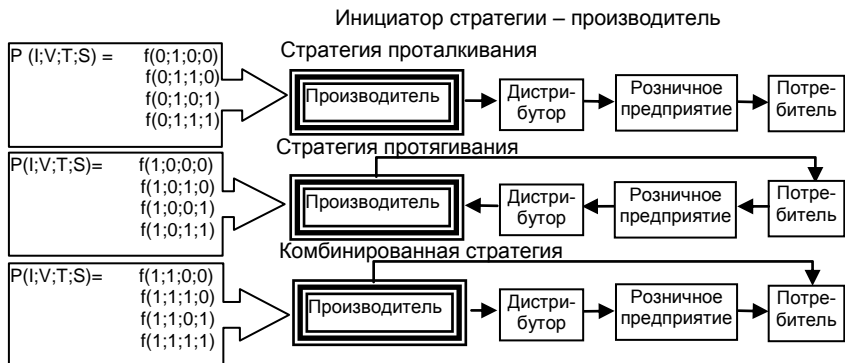 Инициатор стратегии – производитель
Стратегия проталкивания
P (I;V;T;S) = f(0;1;0;0)
f(0;1;1;0)
f(0;1;0;1)
f(0;1;1;1)
Производитель
Дистри-
бутор
Розничное
предприятие
Потре-
битель
Стратегия протягивания
P(I;V;T;S)= f(1;0;0;0)
f(1;0;1;0)
f(1;0;0;1)
f(1;0;1;1)
Производитель
Дистри-
бутор
Розничное
предприятие
Потре-
битель
Комбинированная стратегия
P(I;V;T;S)= f(1;1;0;0)
f(1;1;1;0)
f(1;1;0;1)
f(1;1;1;1)
Производитель
Дистри-
бутор
Розничное
предприятие
Потре-
битель